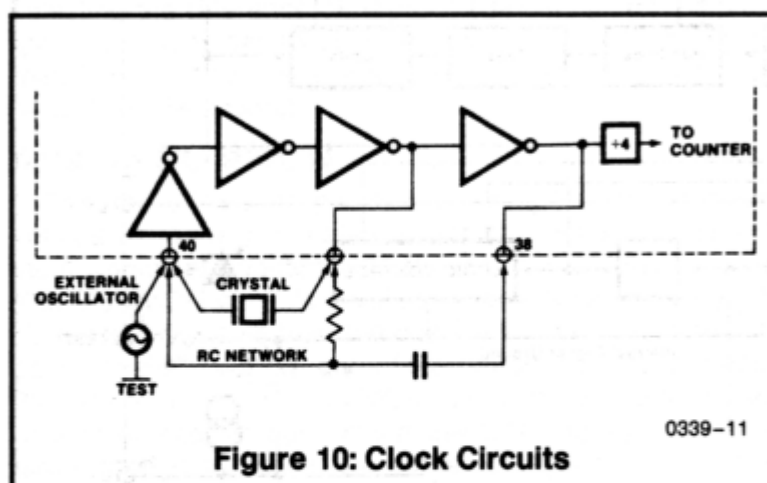 ÷4
TO
COUNTER
40
38
EXTERNAL
OSCILLATOR
CRYSTAL
RC NETWORK
TEST
0339–11
Figure 10: Clock Circuits